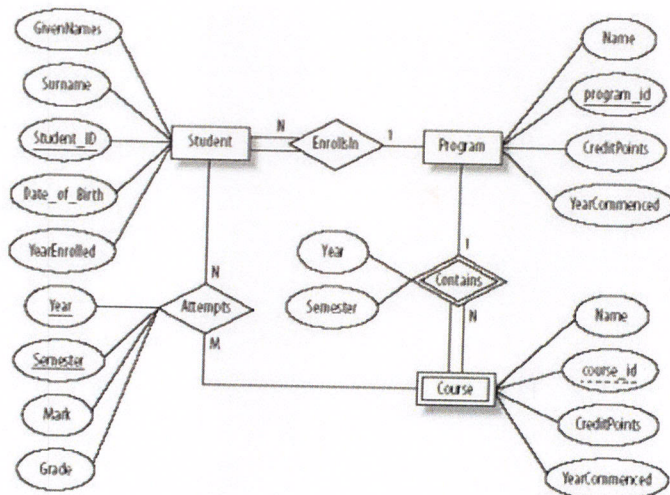 GivenNames
Surname
Student_ID
Date_of_Birth
YearEnrolled
Student
N
EnrollsIn
1
Program
Name
program_id
CreditPoints
YearCommenced
N
Attempts
M
Year
Semester
Mark
Grade
1
Year
Semester
Contains
N
Course
Name
course_id
CreditPoints
YearCommenced